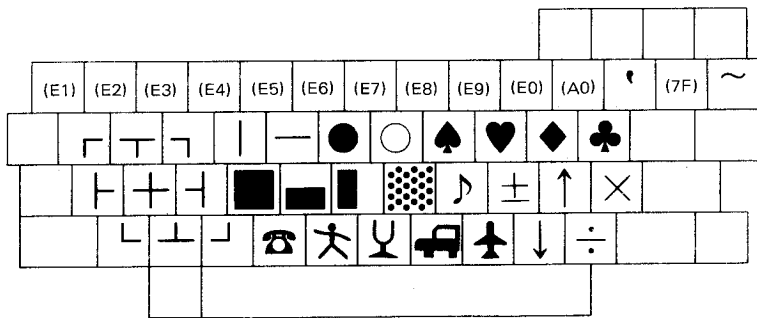 (E1) (E2) (E3) (E4) (E5) (E6) (E7) (E8) (E9) (E0) (A0) ❜ (7F) ~
┌ ┬ ┐ │ ─ ● ○ ♠ ♥ ♦ ♣
├ ┼ ┤ ■ ▄ ▌ ▒ ♪ ± ↑ ×
└ ┴ ┘ ☎ ↓ ÷